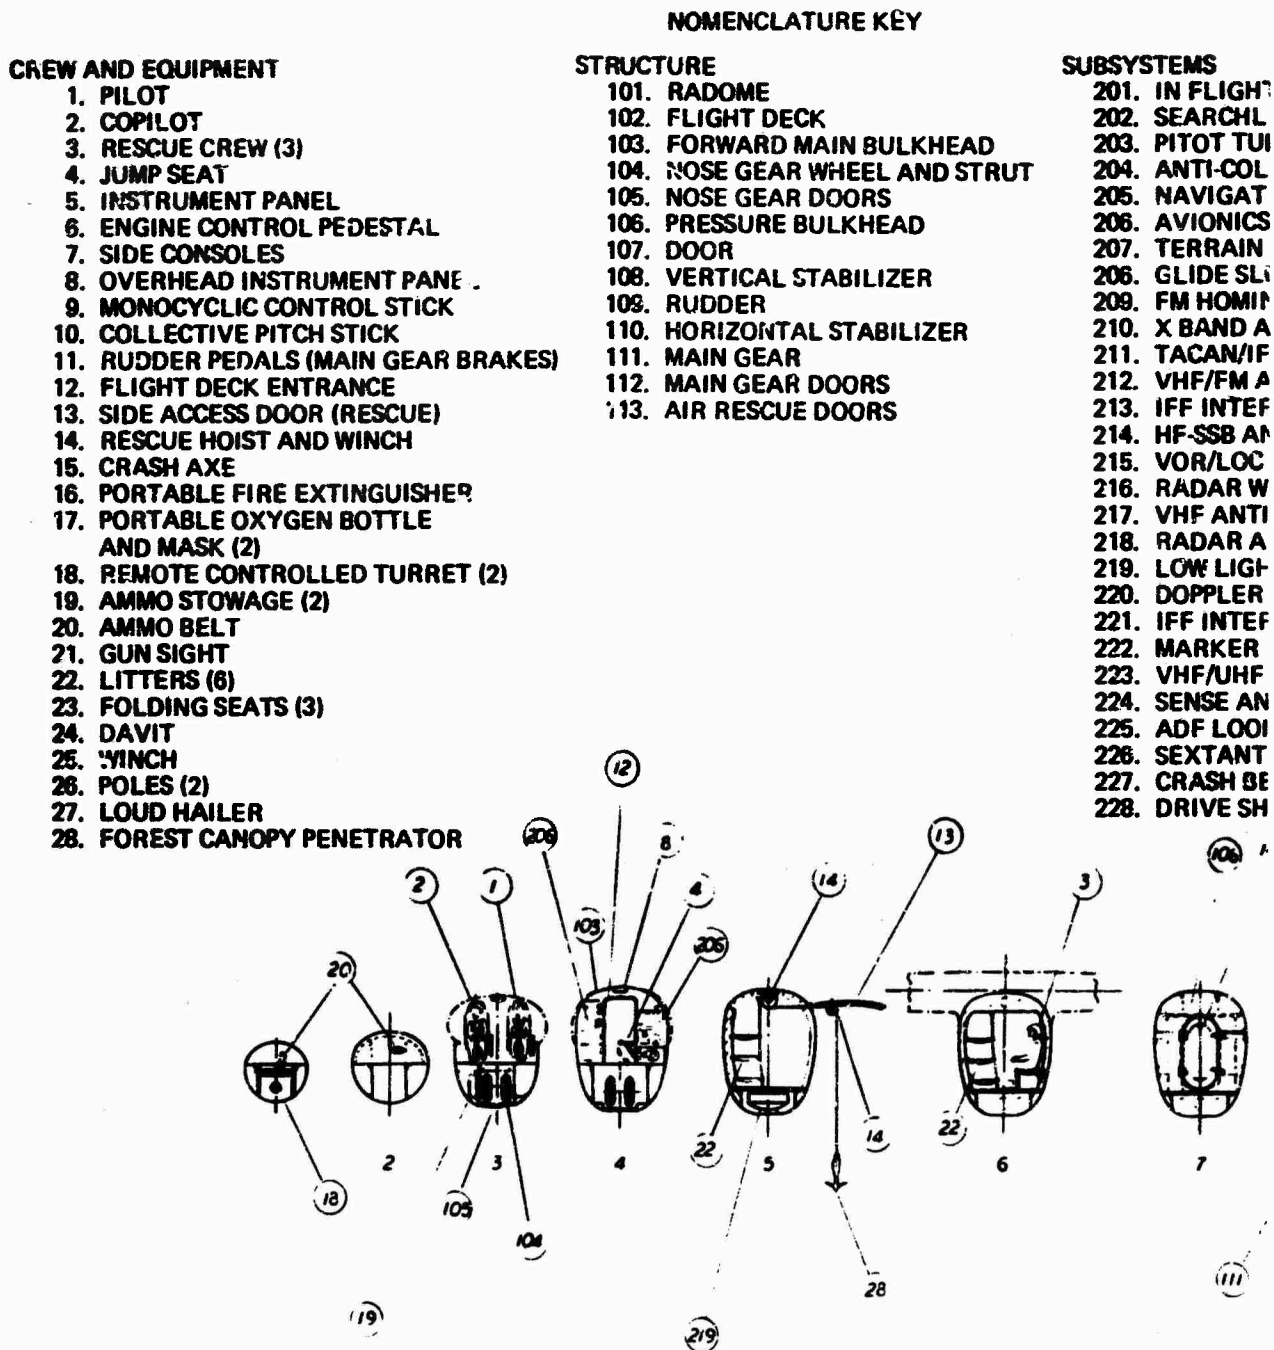 NOMENCLATURE KEY
CREW AND EQUIPMENT
1. PILOT
2. COPILOT
3. RESCUE CREW (3)
4. JUMP SEAT
5. INSTRUMENT PANEL
6. ENGINE CONTROL PEDESTAL
7. SIDE CONSOLES
8. OVERHEAD INSTRUMENT PANE
9. MONOCYCLIC CONTROL STICK
10. COLLECTIVE PITCH STICK
11. RUDDER PEDALS (MAIN GEAR BRAKES)
12. FLIGHT DECK ENTRANCE
13. SIDE ACCESS DOOR (RESCUE)
14. RESCUE HOIST AND WINCH
15. CRASH AXE
16. PORTABLE FIRE EXTINGUISHER
17. PORTABLE OXYGEN BOTTLE
AND MASK (2)
18. REMOTE CONTROLLED TURRET (2)
19. AMMO STOWAGE (2)
20. AMMO BELT
21. GUN SIGHT
22. LITTERS (6)
23. FOLDING SEATS (3)
24. DAVIT
25. WINCH
26. POLES (2)
27. LOUD HAILER
28. FOREST CANOPY PENETRATOR
STRUCTURE
101. RADOME
102. FLIGHT DECK
103. FORWARD MAIN BULKHEAD
104. NOSE GEAR WHEEL AND STRUT
105. NOSE GEAR DOORS
106. PRESSURE BULKHEAD
107. DOOR
108. VERTICAL STABILIZER
109. RUDDER
110. HORIZONTAL STABILIZER
111. MAIN GEAR
112. MAIN GEAR DOORS
113. AIR RESCUE DOORS
SUBSYSTEMS
201. IN FLIGHT
202. SEARCHL
203. PITOT TU
204. ANTI-COL
205. NAVIGAT
206. AVIONICS
207. TERRAIN
208. GLIDE SL
209. FM HOMIN
210. X BAND A
211. TACAN/IF
212. VHF/FM A
213. IFF INTER
214. HF-SSB AN
215. VOR/LOC
216. RADAR W
217. VHF ANTI
218. RADAR A
219. LOW LIGH
220. DOPPLER
221. IFF INTER
222. MARKER
223. VHF/UHF
224. SENSE AN
225. ADF LOO
226. SEXTANT
227. CRASH BE
228. DRIVE SH
12
206 8 13
106
2 1 4 14 3
103 206
20
22 14 22
2 3 4 5 6 7
18 105 104
28 111
19 219